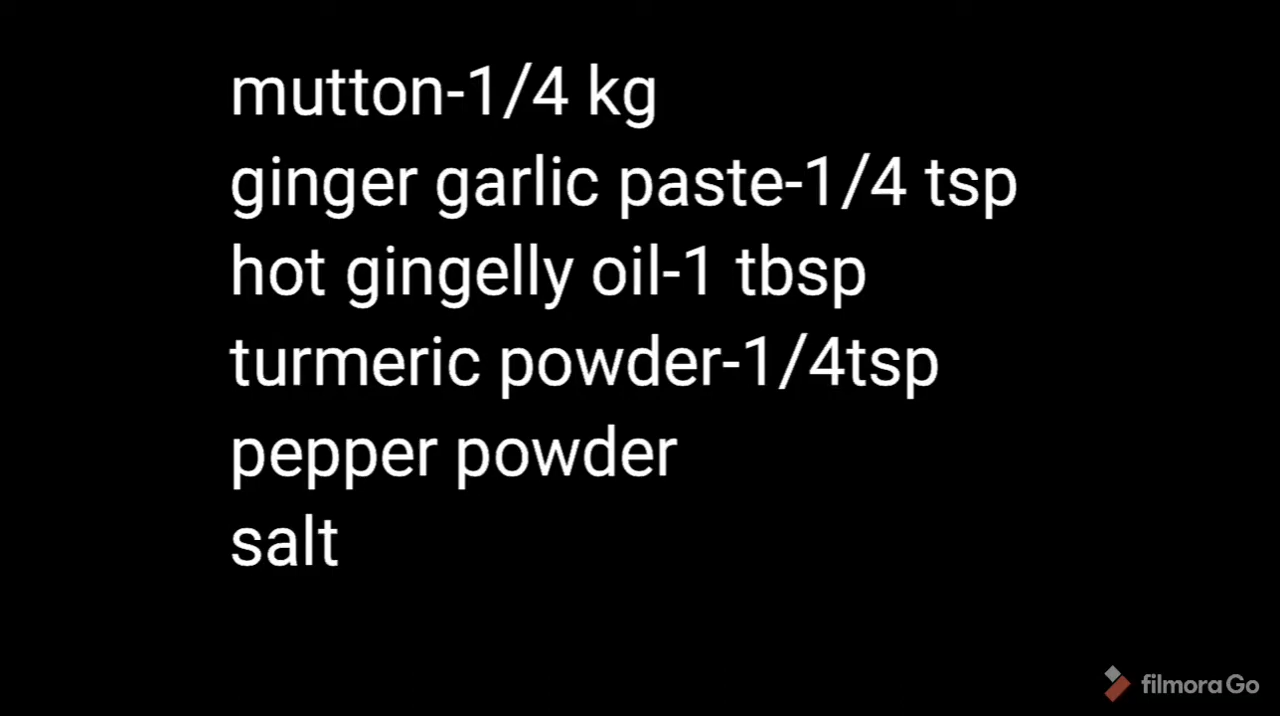 mutton-1/4 kg
ginger garlic paste-1/4 tsp
hot gingelly oil-1 tbsp
turmeric powder-1/4tsp
pepper powder
salt
filmoraGo